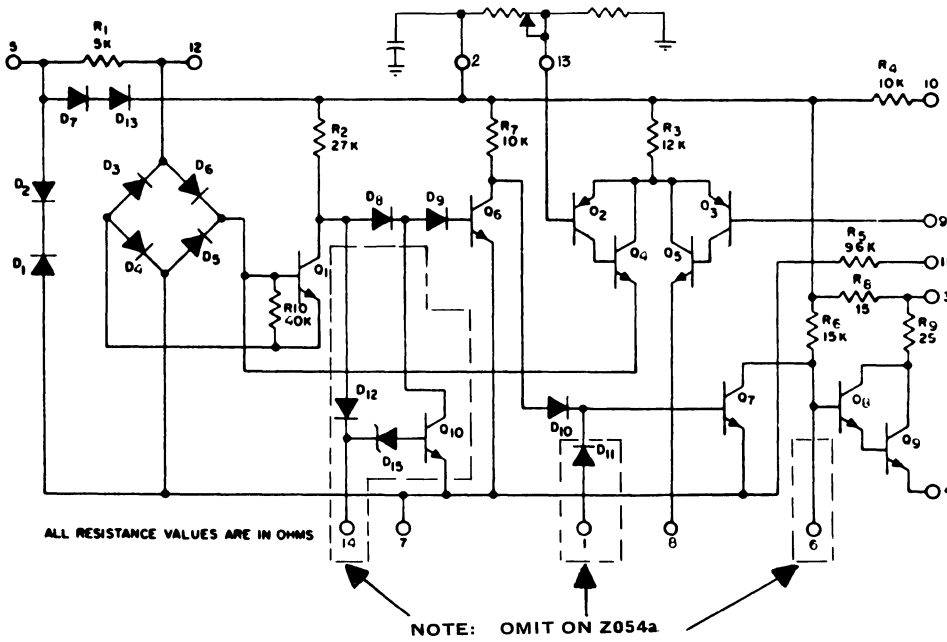 R1
5K
5
12
2
13
R4
10K
10
D7
D13
R2
27K
R7
10K
R3
12K
D3
D6
D2
D8
D9
Q6
Q2
Q3
9
D1
D4
D5
Q1
Q4
Q5
R5
9.6K
R10
40K
R8
15
R6
15K
R9
25
D12
Q10
D15
D10
Q7
Q8
Q9
D11
4
ALL RESISTANCE VALUES ARE IN OHMS
14
7
1
8
6
NOTE: OMIT ON Z054a